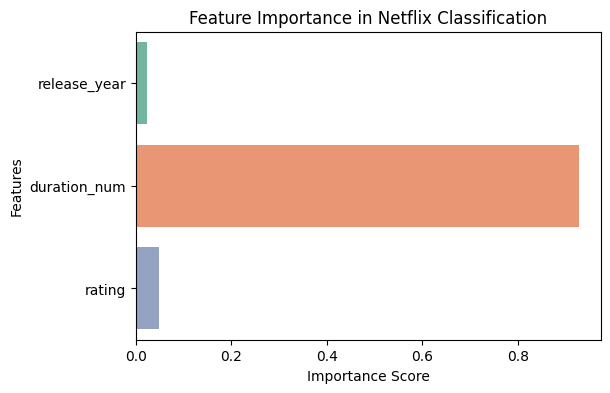 Feature Importance in Netflix Classification
Features
release_year
duration_num
rating
0.0 0.2 0.4 0.6 0.8
Importance Score